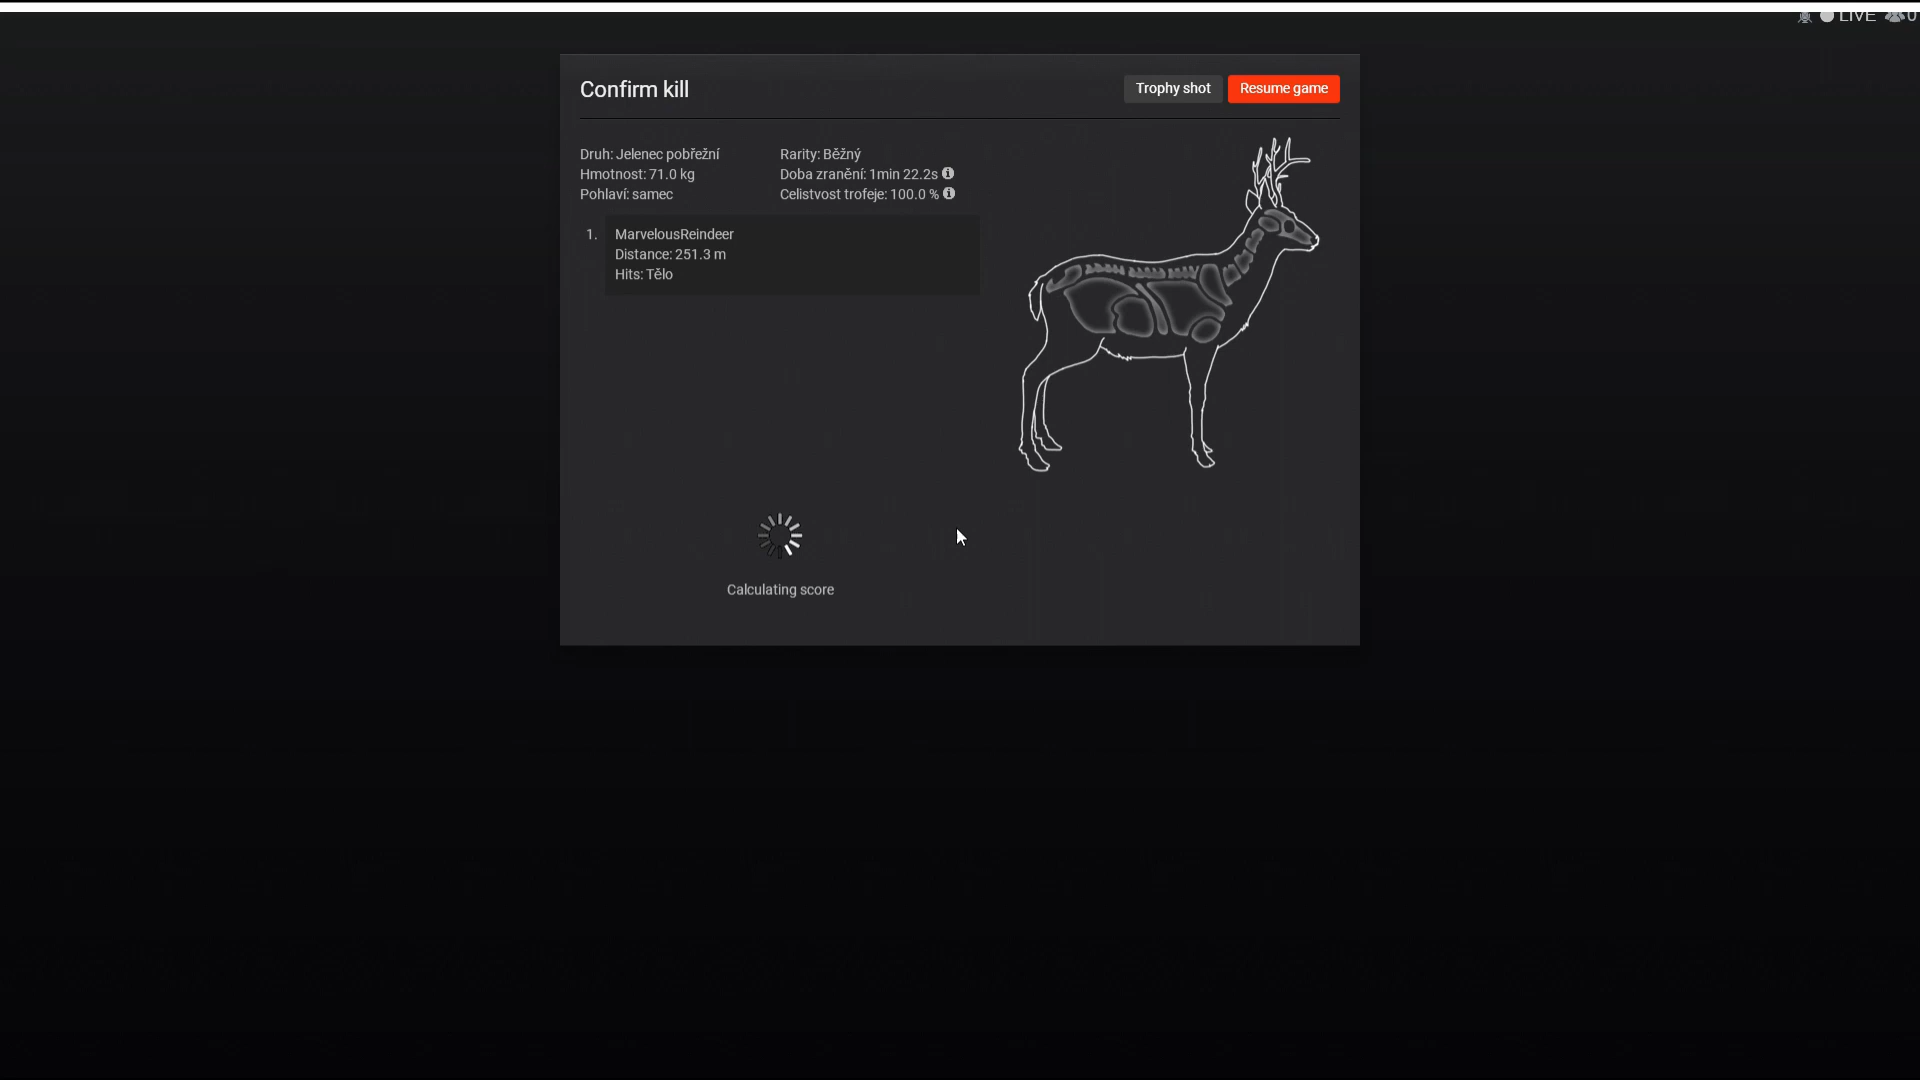 LIVE 0
Confirm kill
Trophy shot
Resume game
Druh: Jelenec pobřežní
Hmotnost: 71.0 kg
Pohlaví: samec
Rarity: Běžný
Doba zranění: 1min 22.2s
Celistvost trofeje: 100.0 %
1. MarvelousReindeer
Distance: 251.3 m
Hits: Tělo
Calculating score